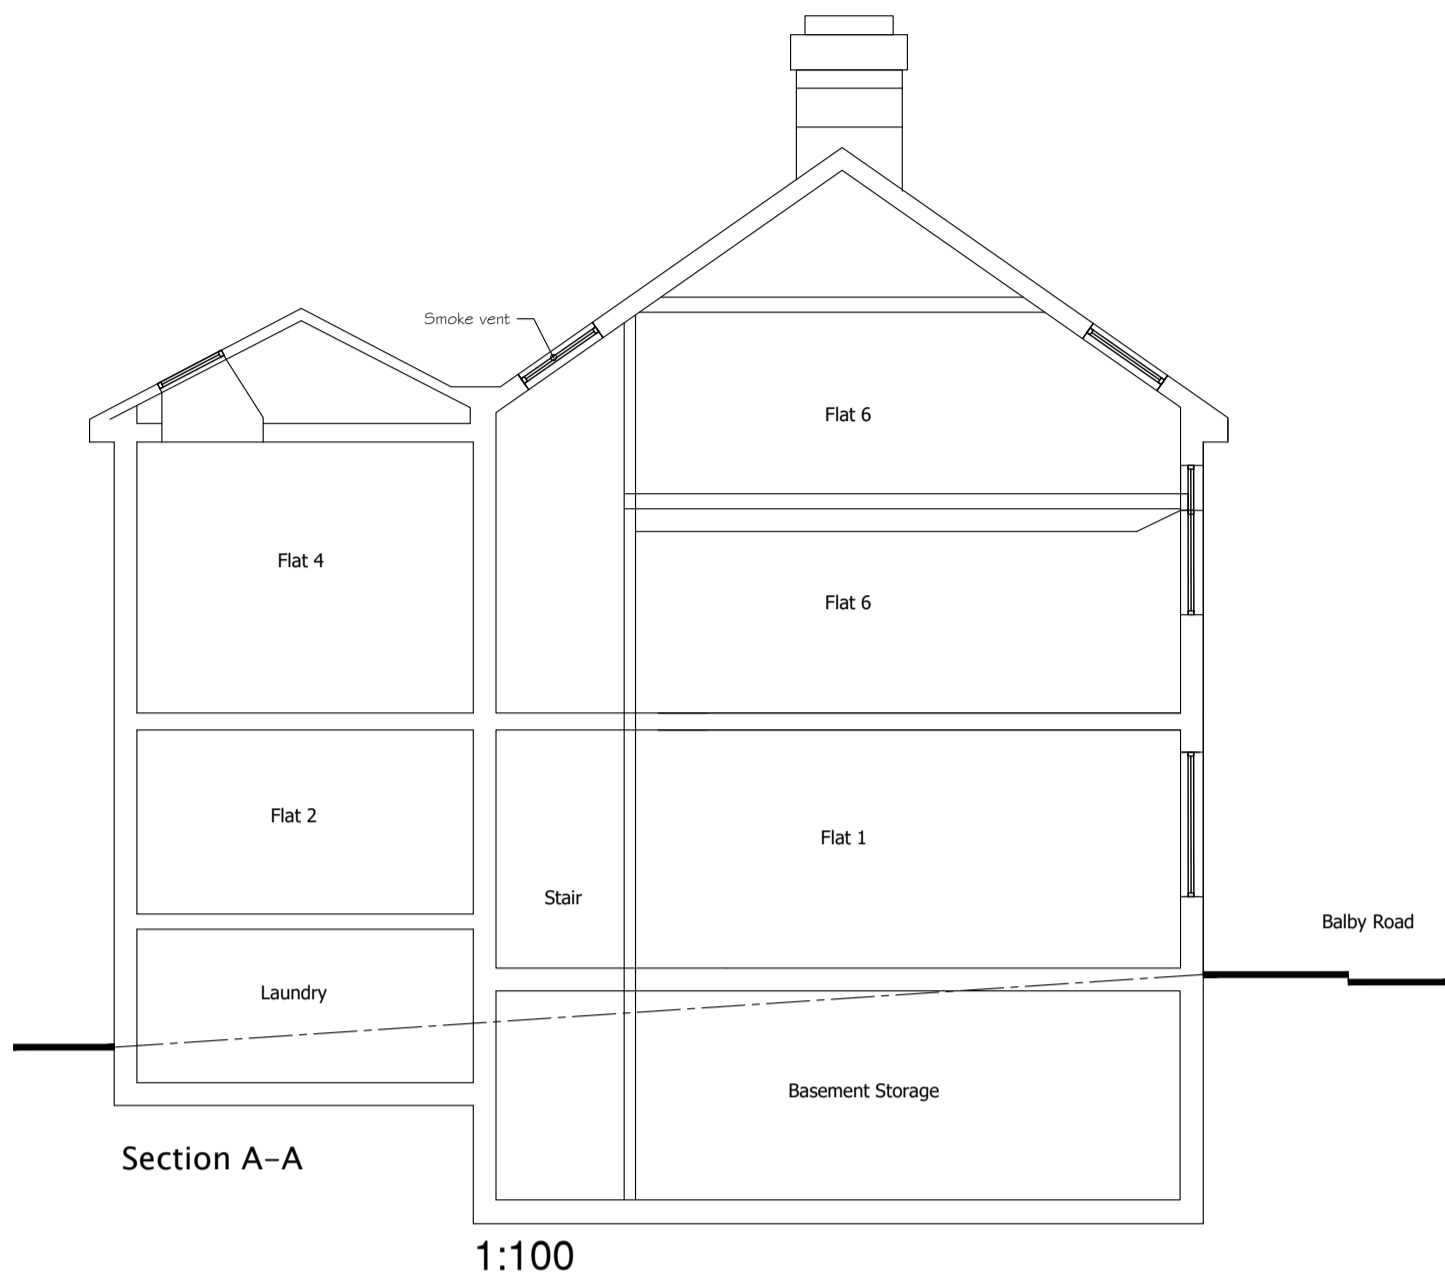 Smoke vent
Flat 6
Flat 4
Flat 6
Flat 2
Flat 1
Stair
Balby Road
Laundry
Basement Storage
Section A-A
1:100